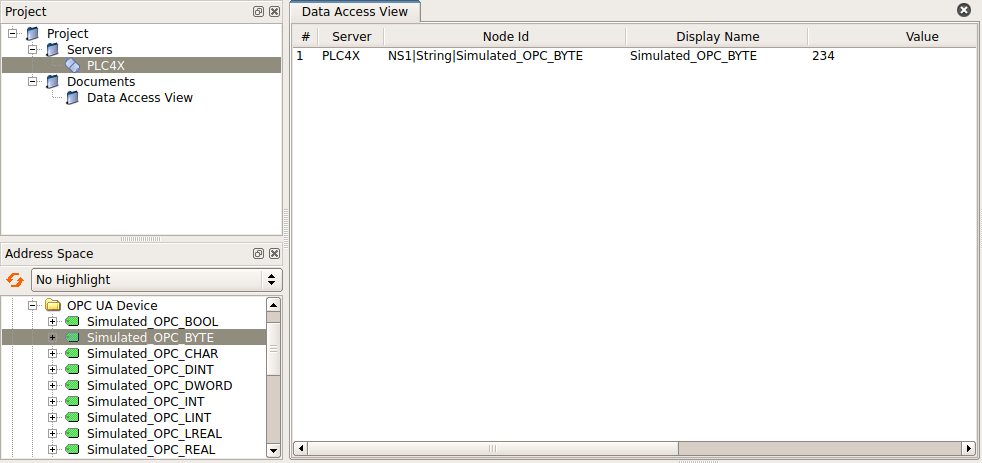 Project
Project
Servers
PLC4X
Documents
Data Access View
Address Space
No Highlight
OPC UA Device
Simulated_OPC_BOOL
Simulated_OPC_BYTE
Simulated_OPC_CHAR
Simulated_OPC_DINT
Simulated_OPC_DWORD
Simulated_OPC_INT
Simulated_OPC_LINT
Simulated_OPC_LREAL
Simulated_OPC_REAL
Data Access View
# Server Node Id Display Name Value
1 PLC4X NS1|String|Simulated_OPC_BYTE Simulated_OPC_BYTE 234